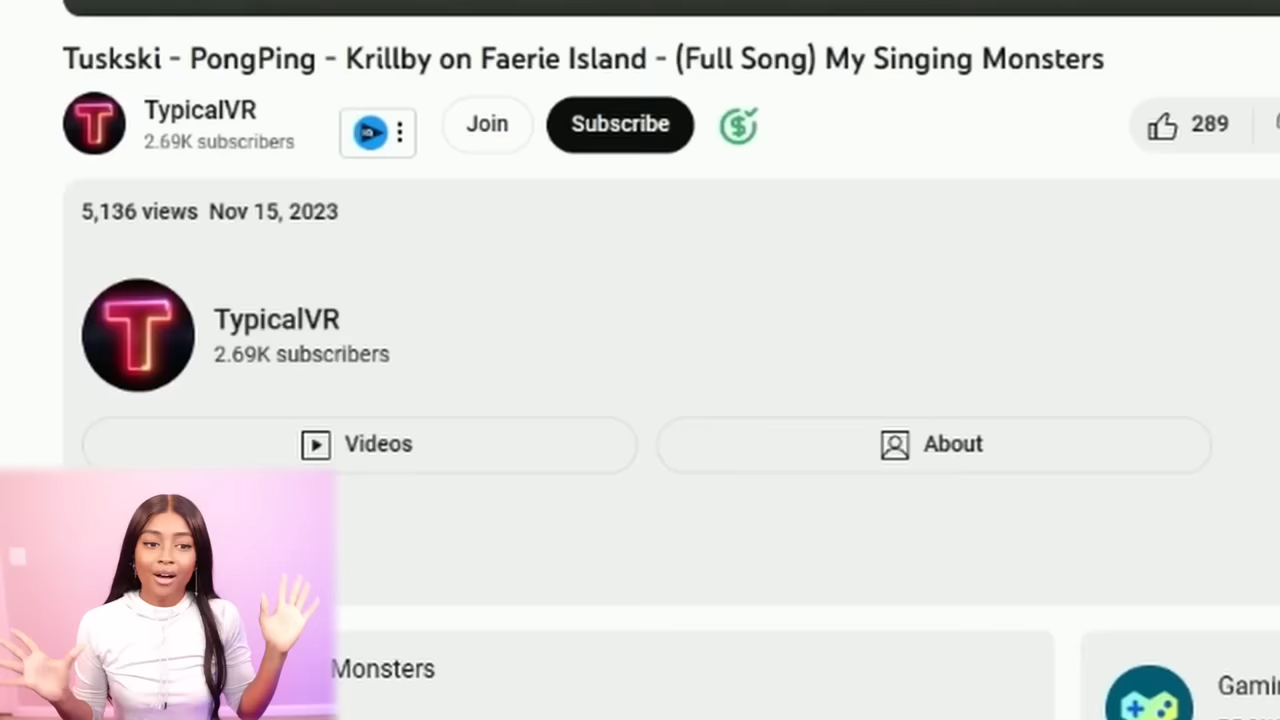 Tuskski - PongPing - Krillby on Faerie Island - (Full Song) My Singing Monsters
TypicalVR
2.69K subscribers
Join
Subscribe
289
5,136 views Nov 15, 2023
TypicalVR
2.69K subscribers
Videos
About
Monsters